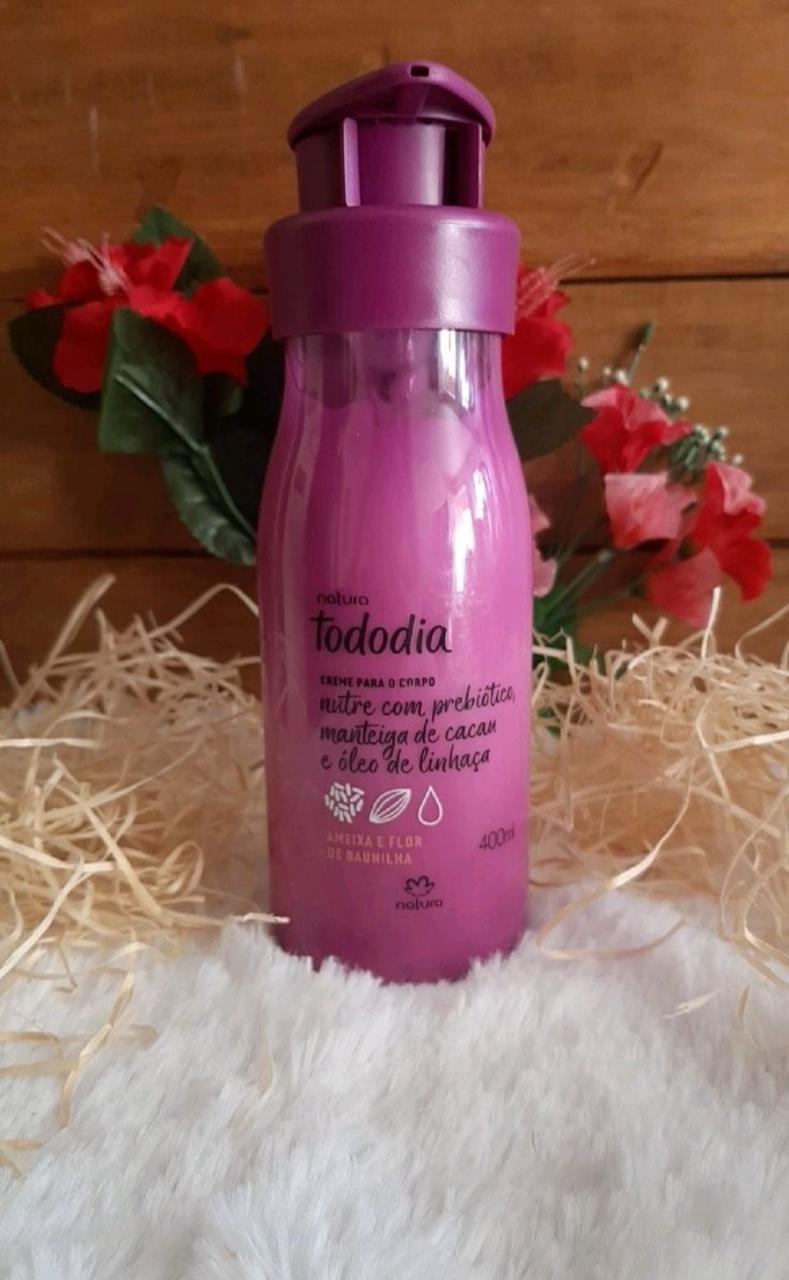 natura
tododia
CREME PARA O CORPO
nutre com prebiótico,
manteiga de cacau
e óleo de linhaça
AMEIXA E FLOR
DE BAUNILHA
400ml
natura